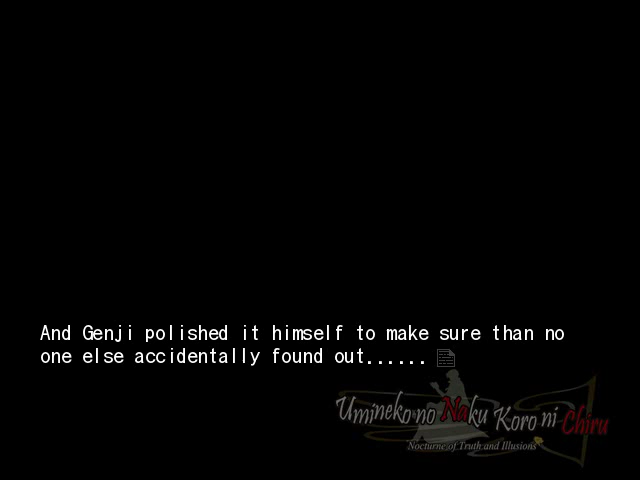 And Genji polished it himself to make sure than no
one else accidentally found out......
Umineko no Naku Koro ni Chiru
Nocturne of Truth and Illusions